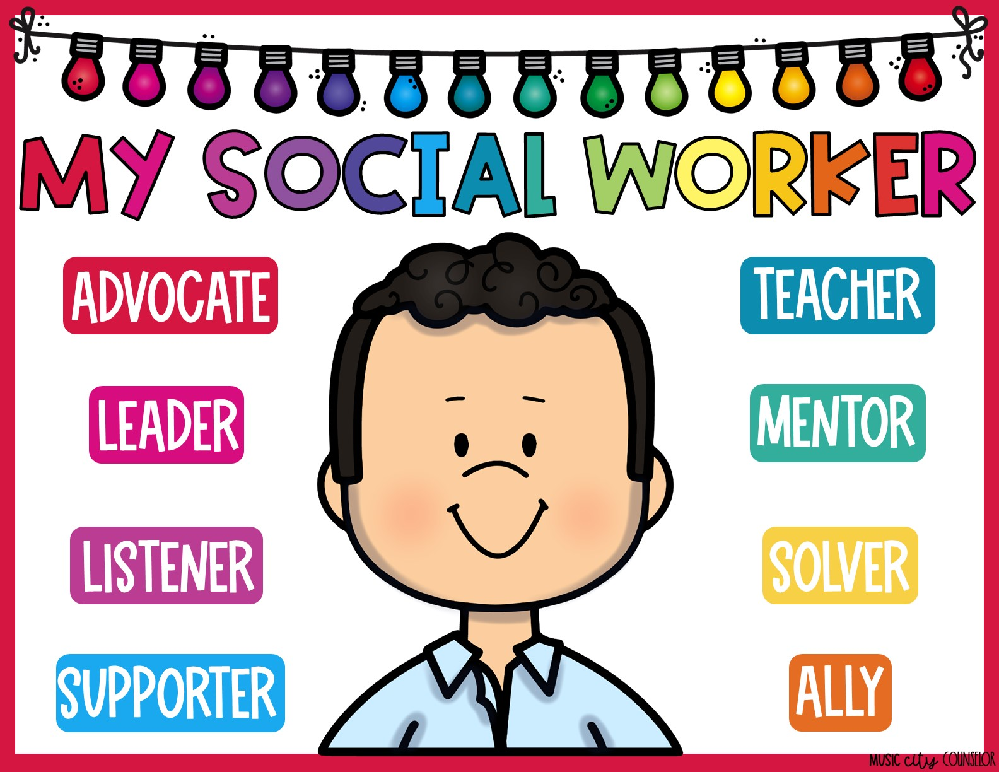 MY SOCIAL WORKER
ADVOCATE
LEADER
LISTENER
SUPPORTER
TEACHER
MENTOR
SOLVER
ALLY
MUSIC city COUNSELOR